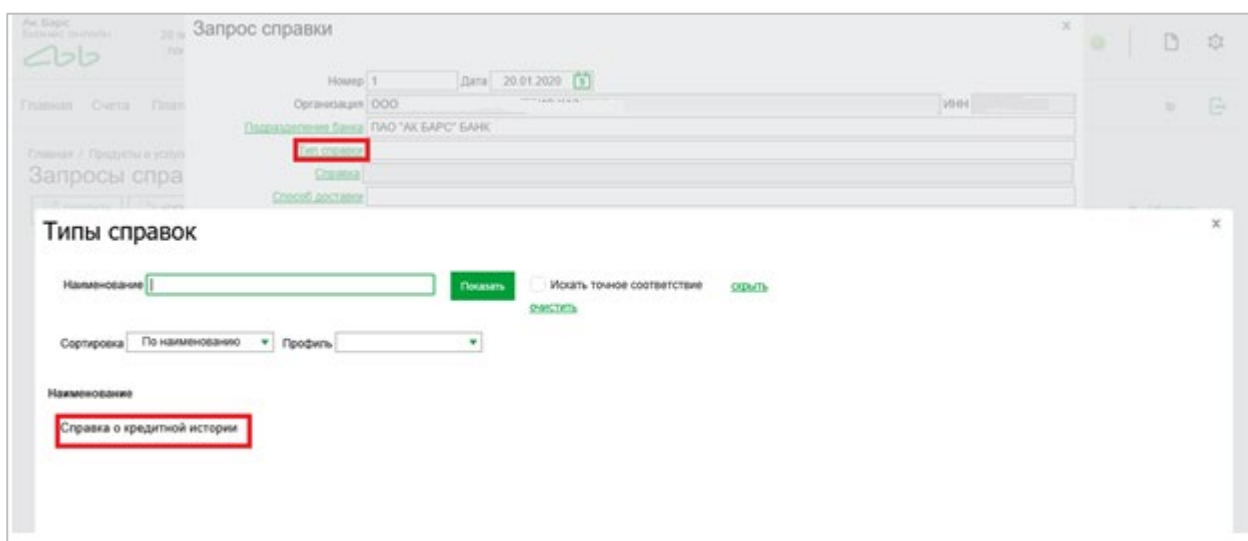 Ак Барс
Бизнес онлайн
Запрос справки
Номер 1 Дата 20.01.2020
Главная Счета
Организация ООО ИНН
Подразделение банка ПАО "АК БАРС" БАНК
Тип справки
Главная / Продукты и услуги
Запросы спра
Справка
Способ доставки
Типы справок
Наименование Показать Искать точное соответствие скрыть
очистить
Сортировка По наименованию Профиль
Наименование
Справка о кредитной истории